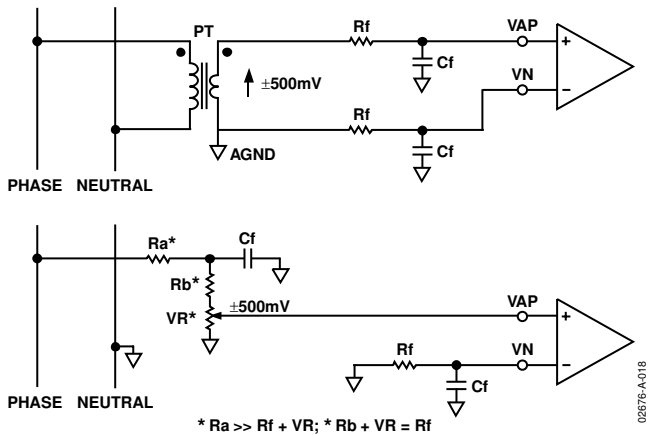 PT
Rf
VAP
Cf
±500mV
VN
Rf
Cf
AGND
PHASE NEUTRAL
Ra*
Cf
Rb*
±500mV
VR*
VAP
Rf
VN
Cf
PHASE NEUTRAL
* Ra >> Rf + VR; * Rb + VR = Rf
02676-A-018
+
−
+
−